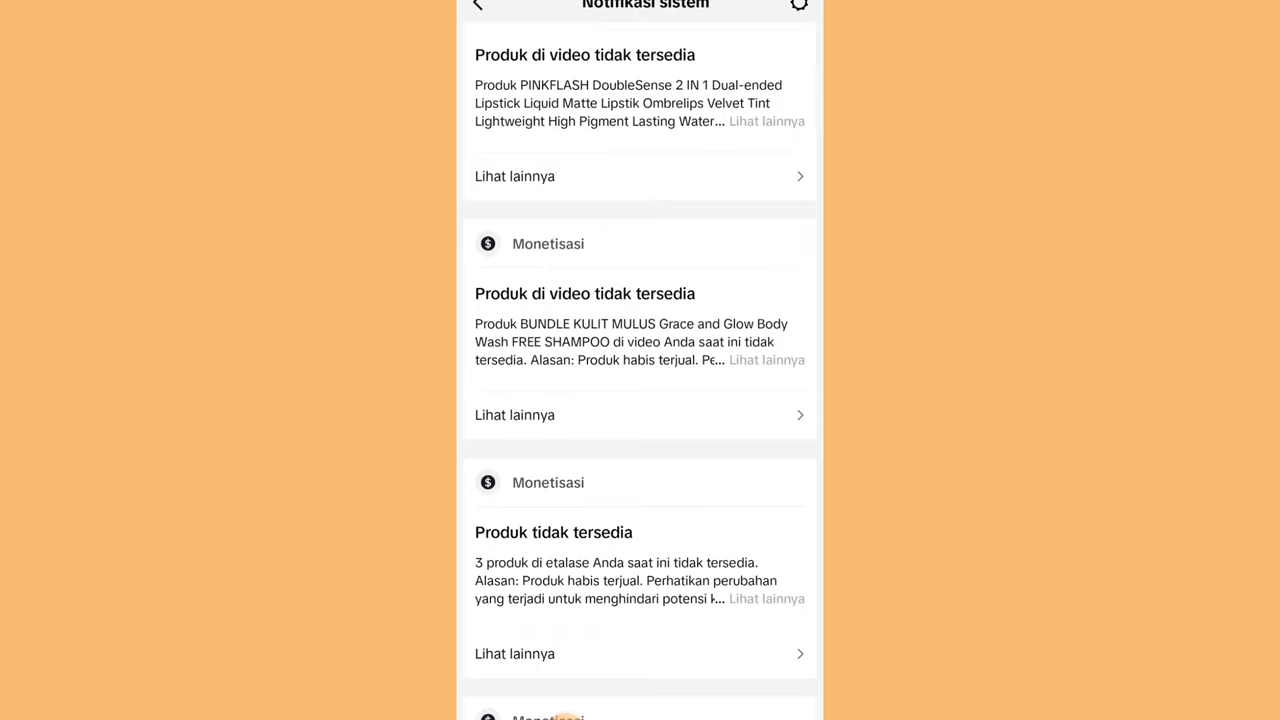 Notifikasi sistem
Produk di video tidak tersedia
Produk PINKFLASH DoubleSense 2 IN 1 Dual-ended
Lipstick Liquid Matte Lipstik Ombrelips Velvet Tint
Lightweight High Pigment Lasting Water... Lihat lainnya
Lihat lainnya
Monetisasi
Produk di video tidak tersedia
Produk BUNDLE KULIT MULUS Grace and Glow Body
Wash FREE SHAMPOO di video Anda saat ini tidak
tersedia. Alasan: Produk habis terjual. Pe... Lihat lainnya
Lihat lainnya
Monetisasi
Produk tidak tersedia
3 produk di etalase Anda saat ini tidak tersedia.
Alasan: Produk habis terjual. Perhatikan perubahan
yang terjadi untuk menghindari potensi k... Lihat lainnya
Lihat lainnya
Monetisasi